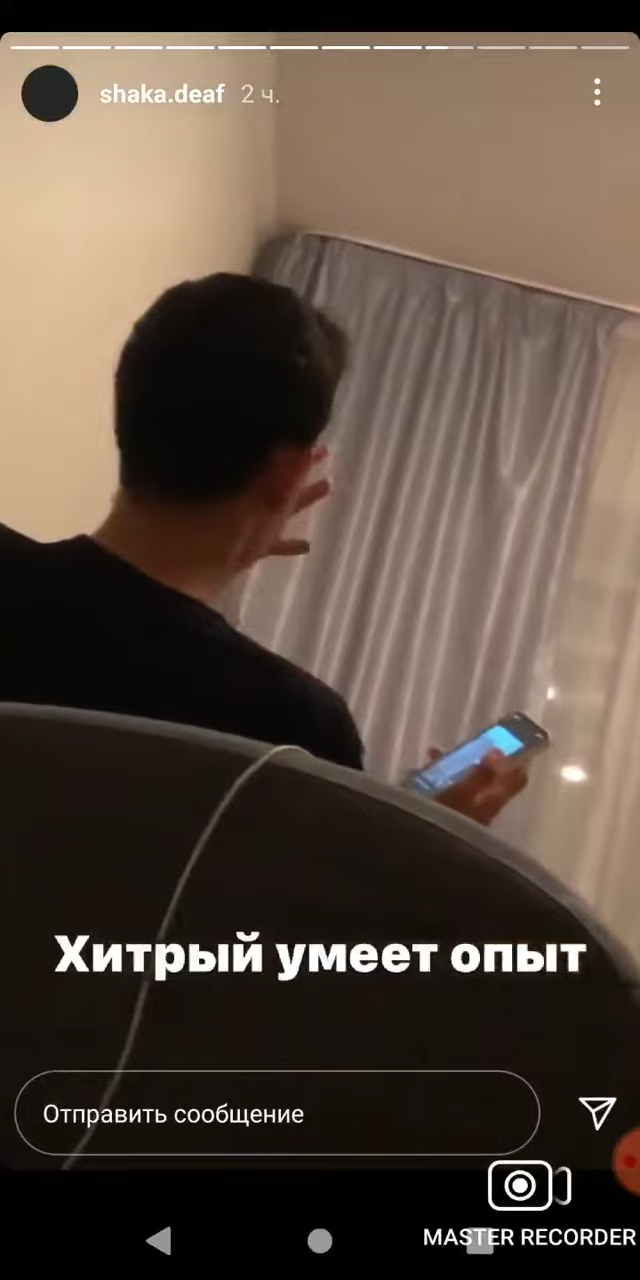 shaka.deaf 2 ч.
Хитрый умеет опыт
Отправить сообщение
MASTER RECORDER